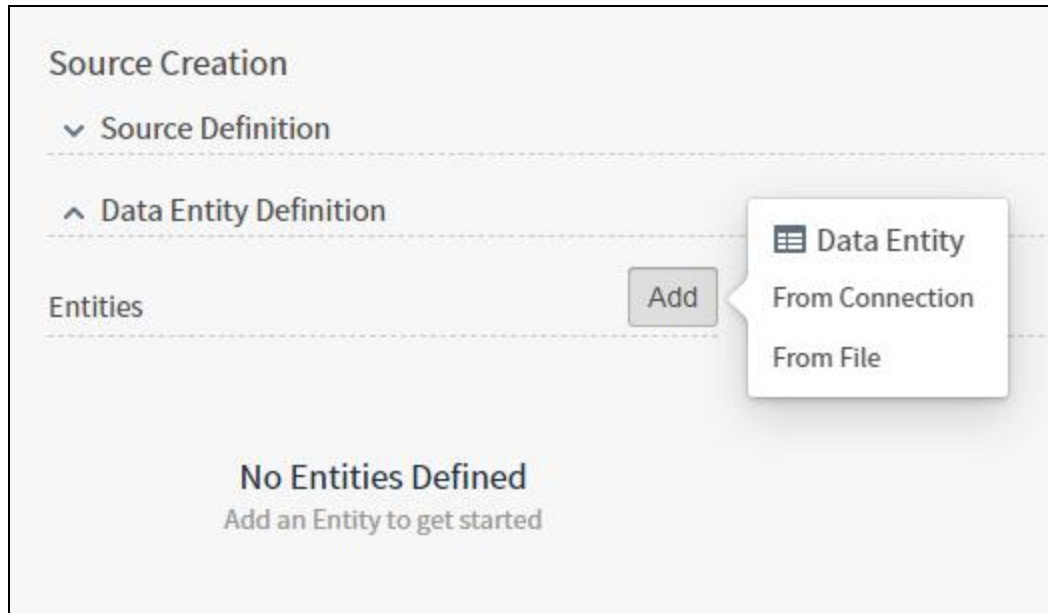 Source Creation
Source Definition
Data Entity Definition
Data Entity
Entities
Add
From Connection
From File
No Entities Defined
Add an Entity to get started